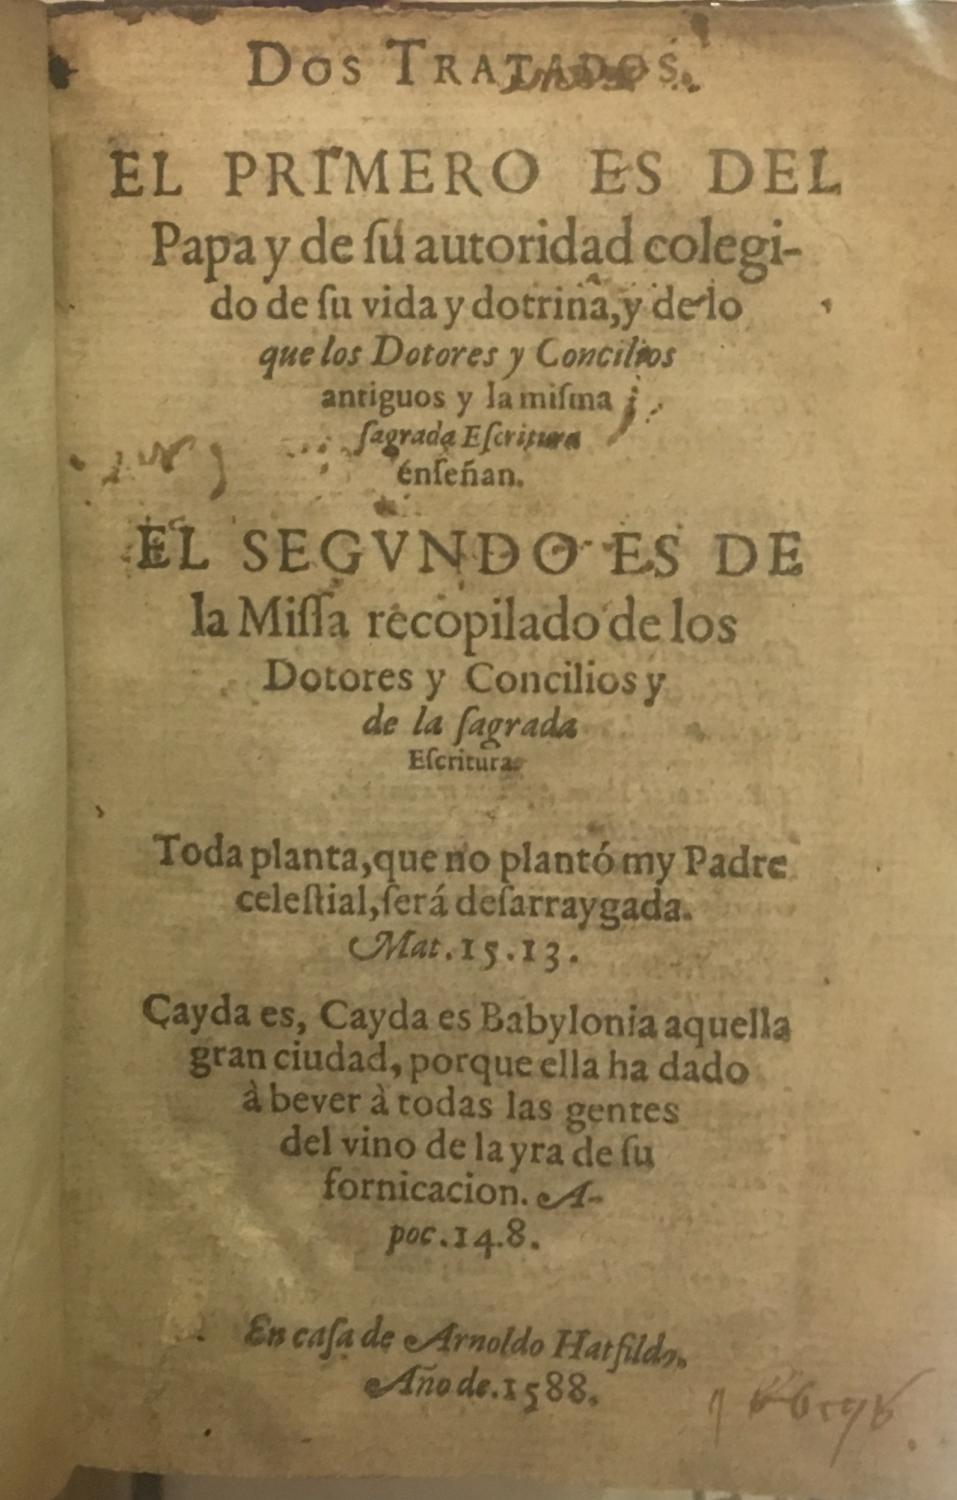 DOS TRATADOS.
EL PRIMERO ES DEL
Papa y de ſu autoridad colegi-
do de ſu vida y dotrina, y de lo
que los Dotores y Concilios
antiguos y la miſma
ſagrada Eſcritura
enſeñan.
EL SEGVNDO ES DE
la Miſſa recopilado de los
Dotores y Concilios y
de la ſagrada
Eſcritura.
Toda planta, que no plantó my Padre
celeſtial, ſerá deſarraygada.
Mat. 15. 13.
Cayda es, Cayda es Babylonia aquella
gran ciudad, porque ella ha dado
à bever à todas las gentes
del vino de la yra de ſu
fornicacion. A-
poc. 14. 8.
En caſa de Arnoldo Hatfildo,
Año de. 1588.